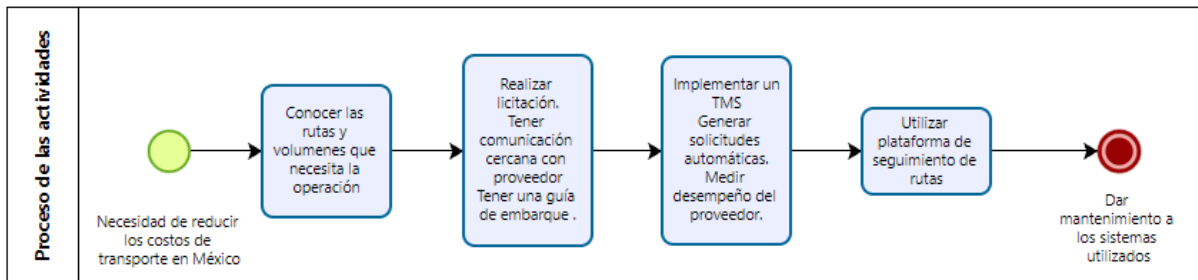 Proceso de las actividades
Necesidad de reducir
los costos de
transporte en México
Conocer las
rutas y
volumenes que
necesita la
operación
Realizar
licitación.
Tener
comunicación
cercana con
proveedor
Tener una guía
de embarque .
Implementar un
TMS
Generar
solicitudes
automáticas.
Medir
desempeño del
proveedor.
Utilizar
plataforma de
seguimiento de
rutas
Dar
mantenimiento a
los sistemas
utilizados